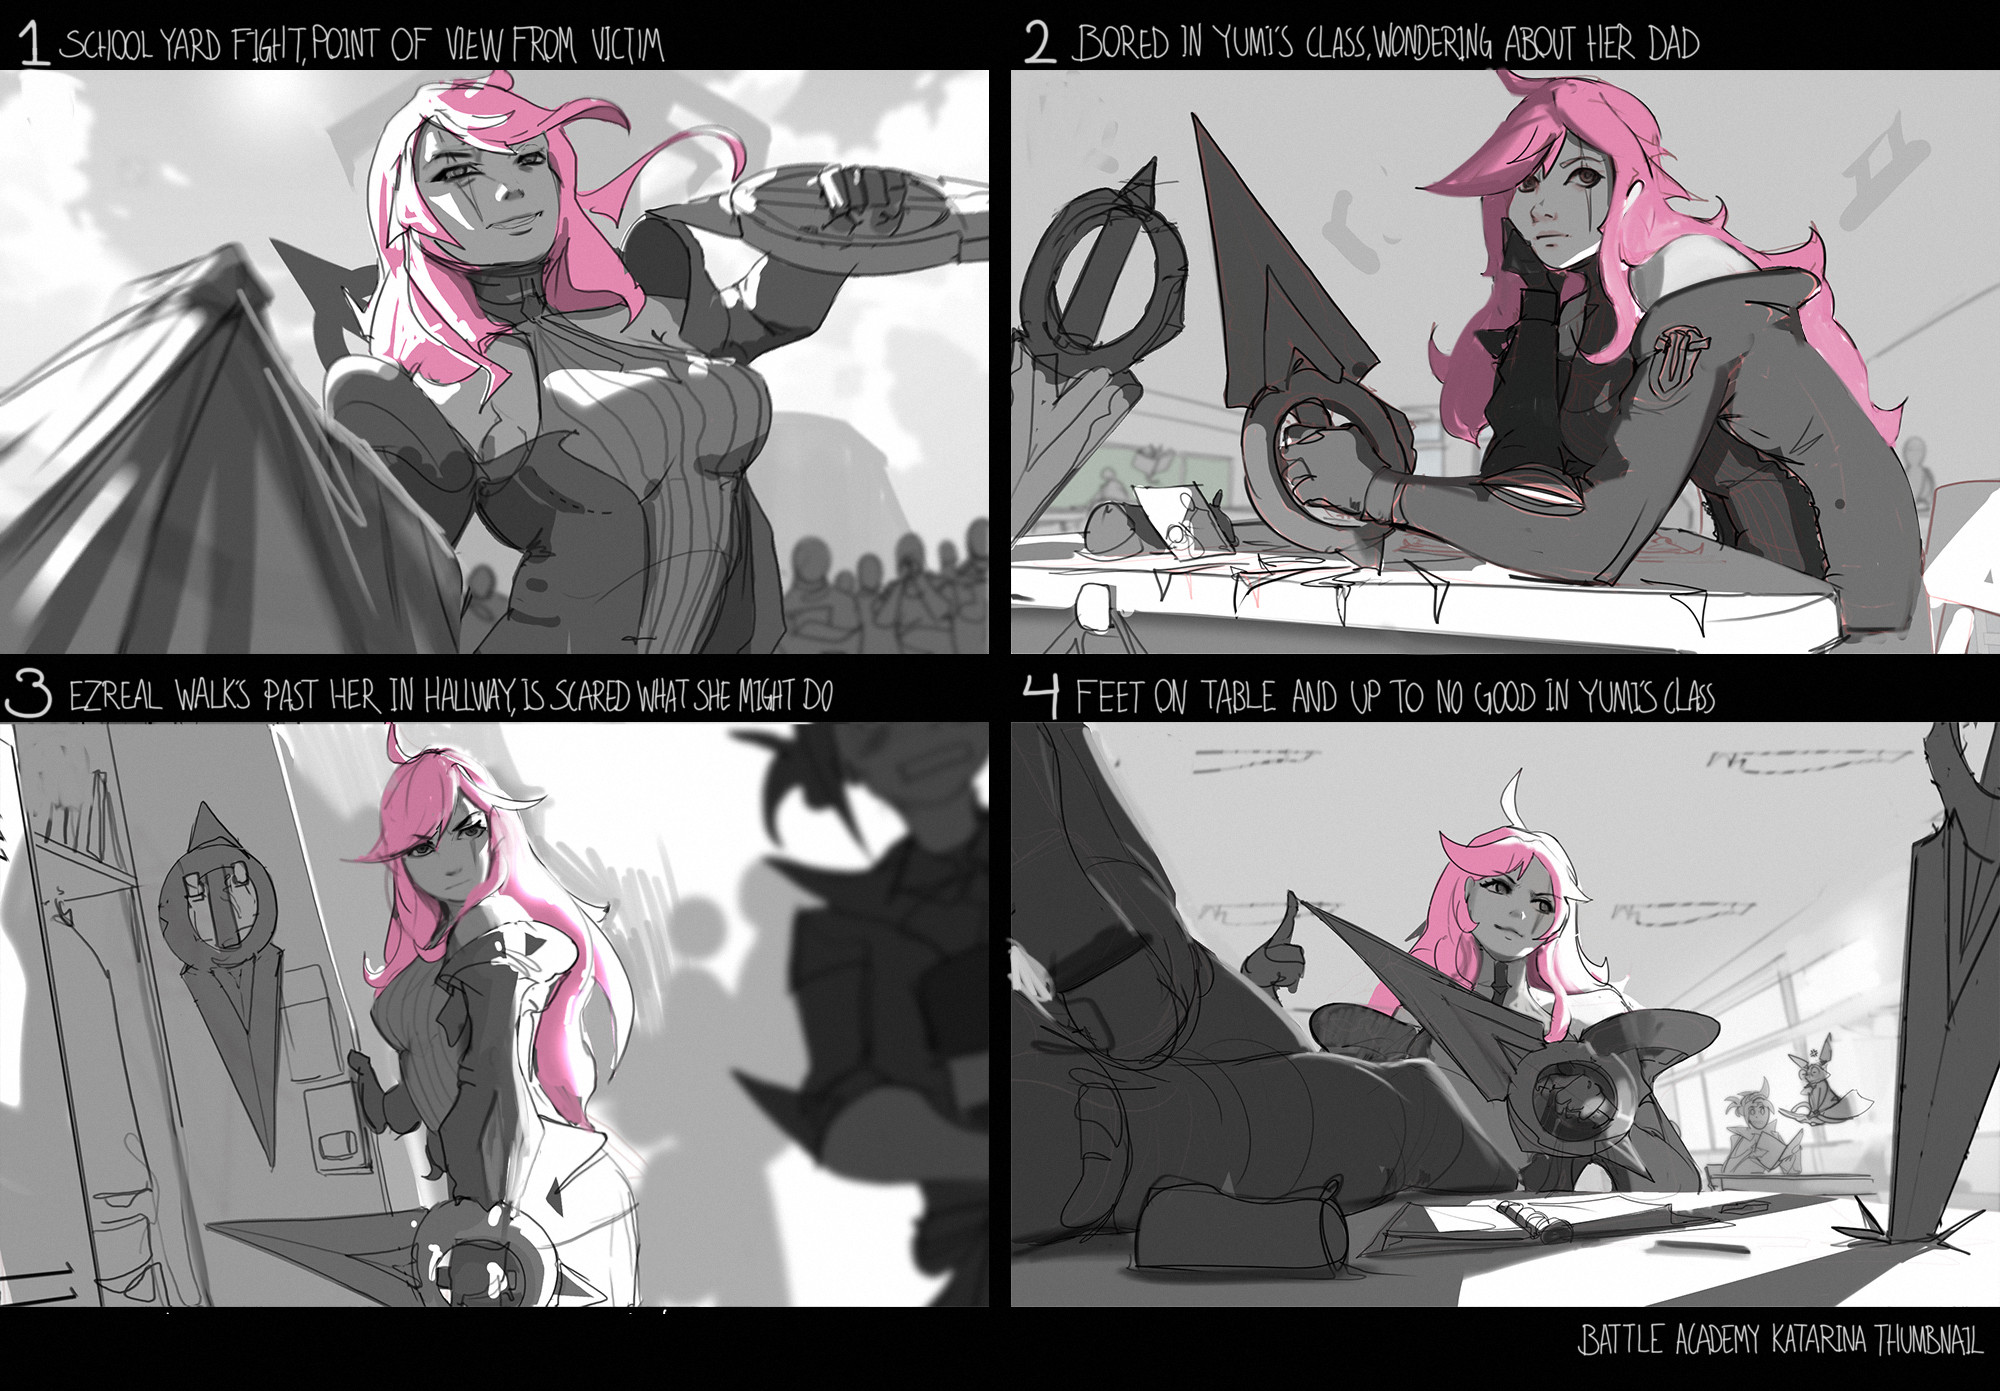 1 SCHOOL YARD FIGHT, POINT OF VIEW FROM VICTIM
2 BORED IN YUMI'S CLASS, WONDERING ABOUT HER DAD
3 EZREAL WALK'S PAST HER IN HALLWAY, IS SCARED WHAT SHE MIGHT DO
4 FEET ON TABLE AND UP TO NO GOOD IN YUMI'S CLASS
BATTLE ACADEMY KATARINA THUMBNAIL